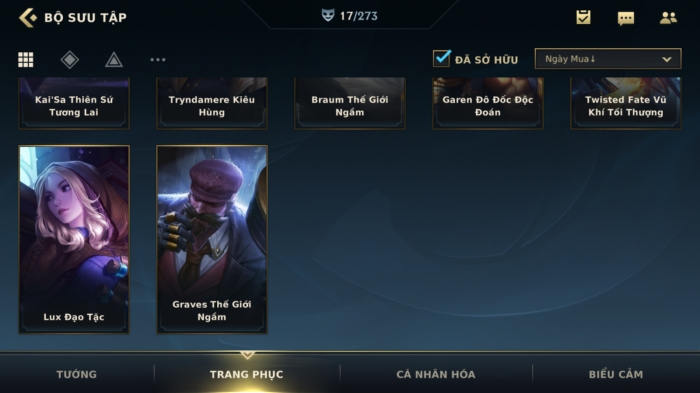 BỘ SƯU TẬP
17/273
ĐÃ SỞ HỮU
Ngày Mua↓
Kai'Sa Thiên Sứ
Tương Lai
Tryndamere Kiêu
Hùng
Braum Thế Giới
Ngầm
Garen Đô Đốc Độc
Đoán
Twisted Fate Vũ
Khí Tối Thượng
Lux Đạo Tặc
Graves Thế Giới
Ngầm
TƯỚNG
TRANG PHỤC
CÁ NHÂN HÓA
BIỂU CẢM